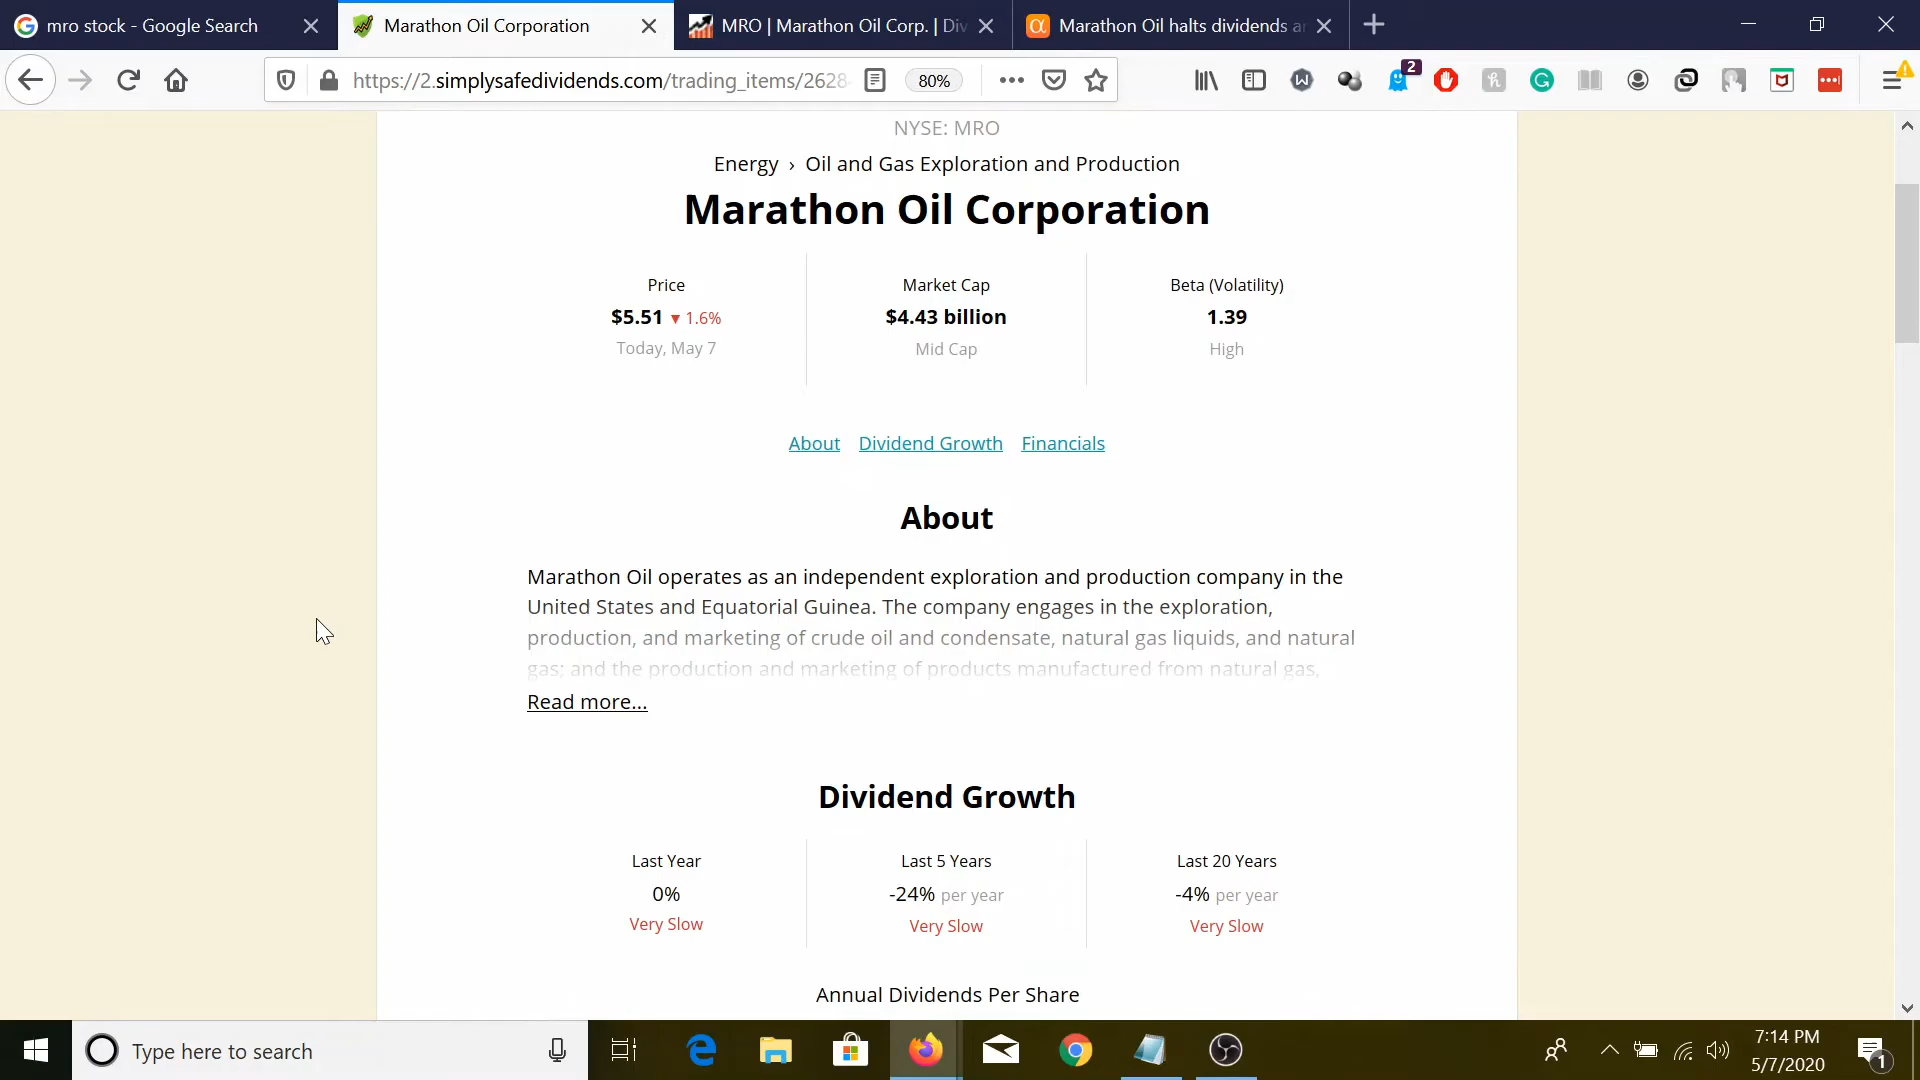 mro stock - Google Search
Marathon Oil Corporation
MRO | Marathon Oil Corp. | Div
Marathon Oil halts dividends a
https://2.simplysafedividends.com/trading_items/2628-
80%
2
NYSE: MRO
Energy › Oil and Gas Exploration and Production
Marathon Oil Corporation
Price
$5.51 ▼ 1.6%
Today, May 7
Market Cap
$4.43 billion
Mid Cap
Beta (Volatility)
1.39
High
About Dividend Growth Financials
About
Marathon Oil operates as an independent exploration and production company in the
United States and Equatorial Guinea. The company engages in the exploration,
production, and marketing of crude oil and condensate, natural gas liquids, and natural
gas; and the production and marketing of products manufactured from natural gas,
Read more...
Dividend Growth
Last Year
0%
Very Slow
Last 5 Years
-24% per year
Very Slow
Last 20 Years
-4% per year
Very Slow
Annual Dividends Per Share
Type here to search
7:14 PM
5/7/2020
1